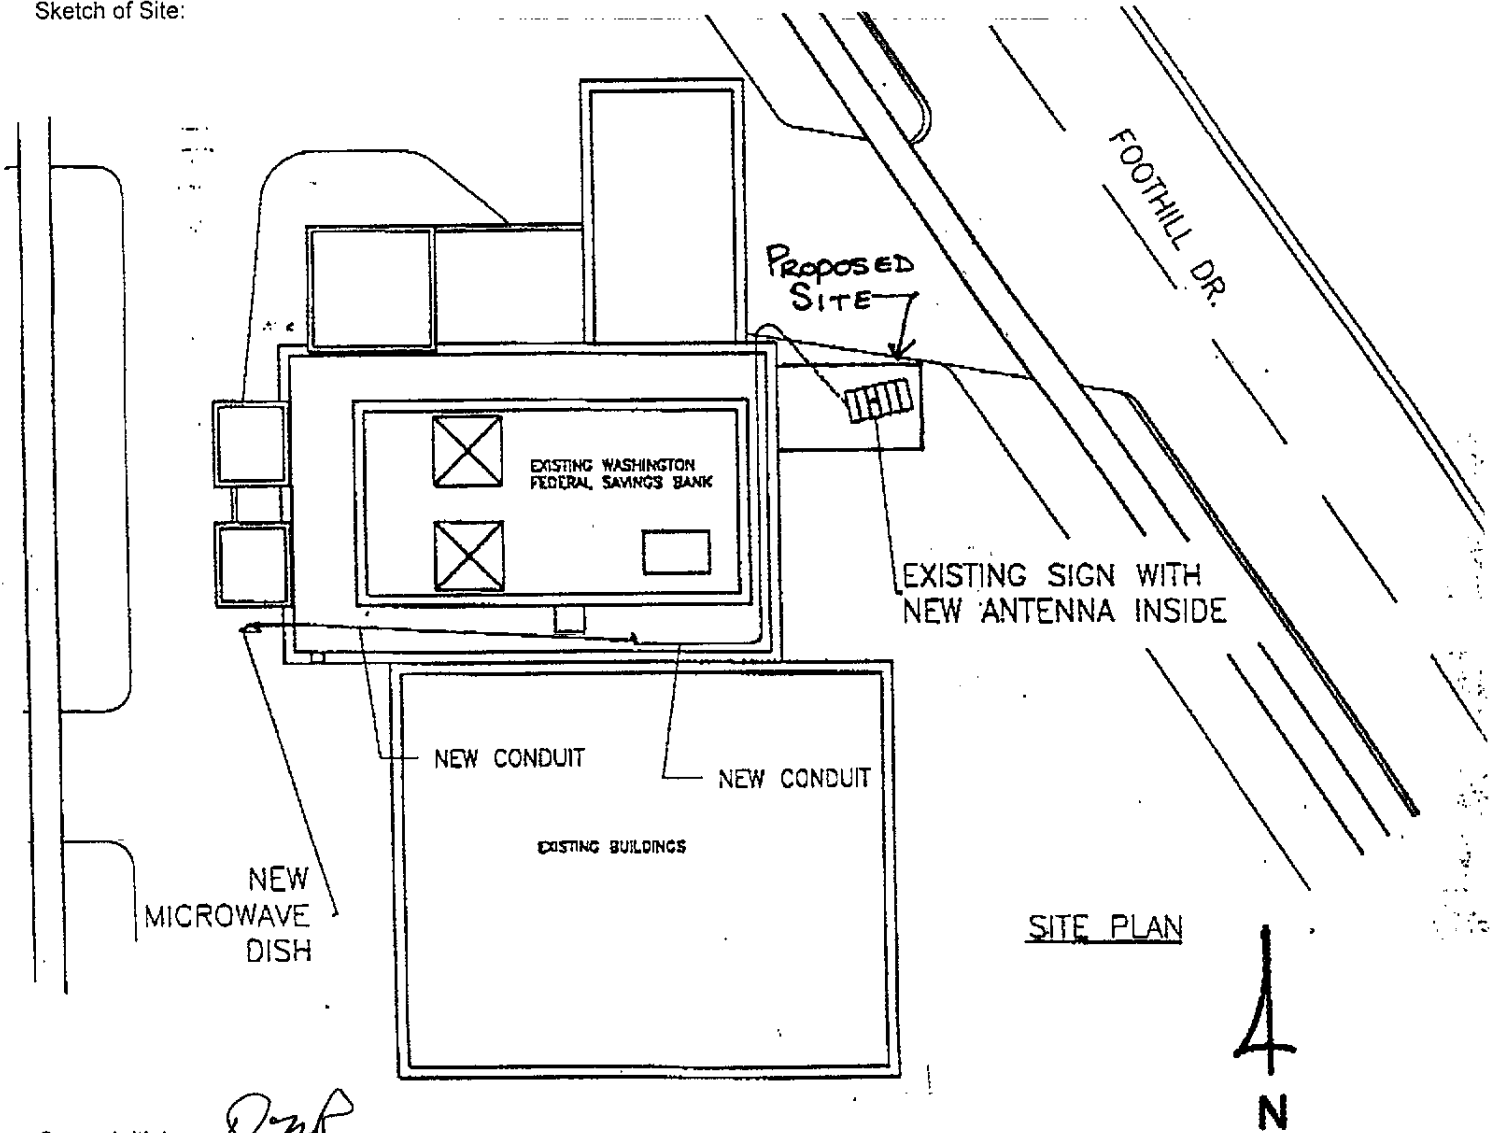 Sketch of Site:
FOOTHILL DR.
PROPOSED
SITE
EXISTING WASHINGTON
FEDERAL SAVINGS BANK
EXISTING SIGN WITH
NEW ANTENNA INSIDE
NEW CONDUIT
NEW CONDUIT
EXISTING BUILDINGS
NEW
MICROWAVE
DISH
SITE PLAN
N